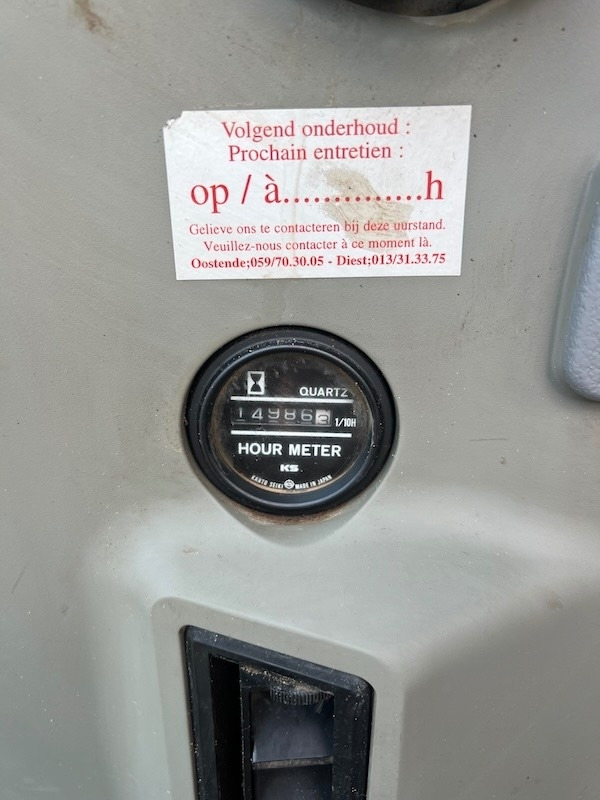 Volgend onderhoud :
Prochain entretien :
op / à..............h
Gelieve ons te contacteren bij deze uurstand.
Veuillez-nous contacter à ce moment là.
Oostende;059/70.30.05 - Diest;013/31.33.75
QUARTZ
14986 1/10H
HOUR METER
KS
KANTO SEIKI MADE IN JAPAN